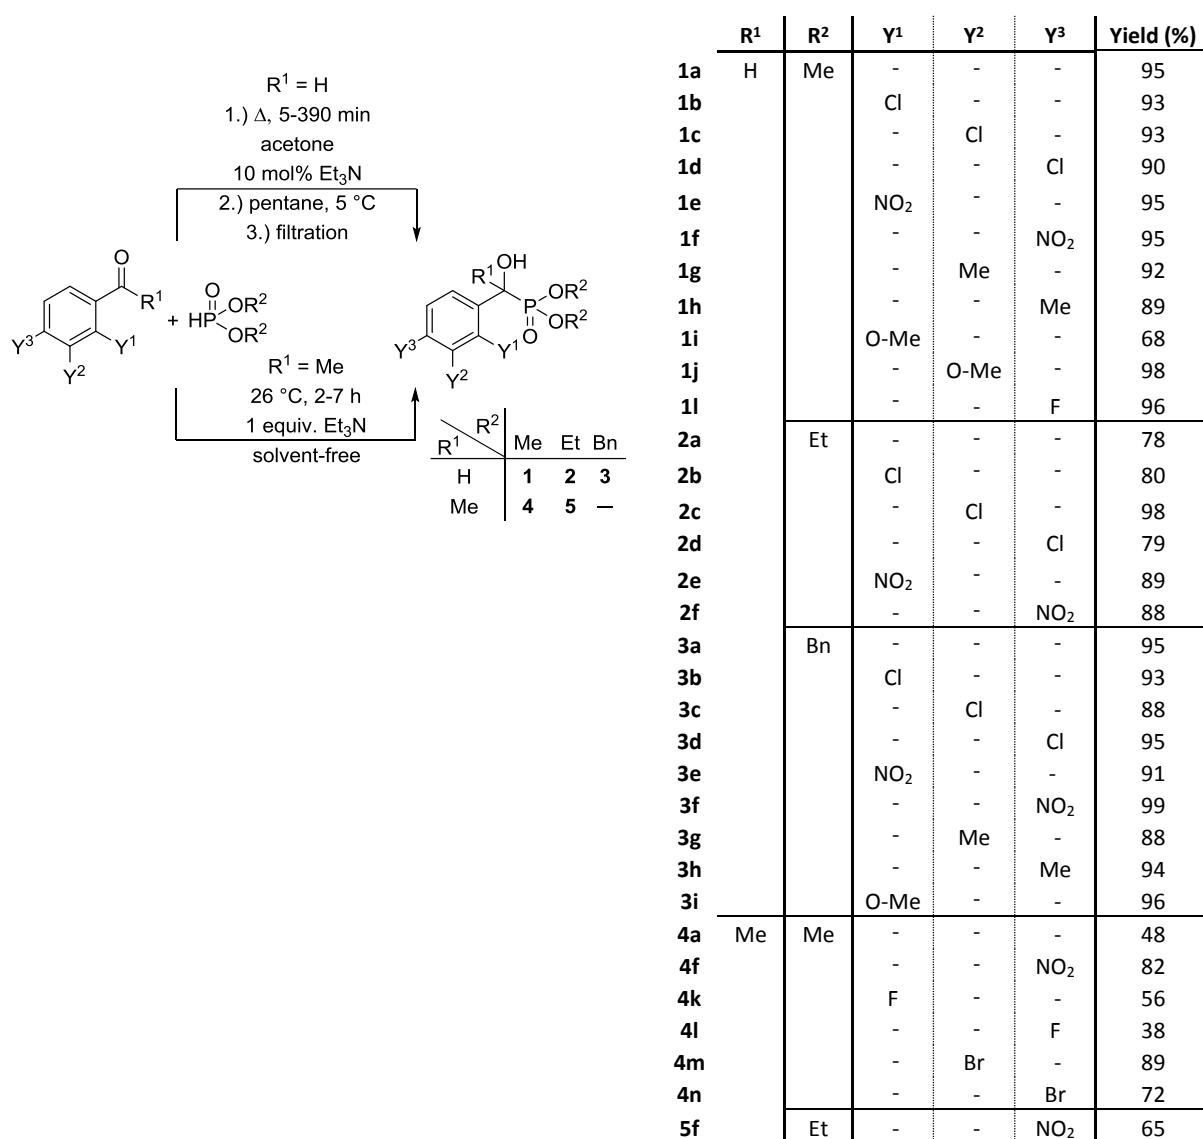 R¹ = H
1.) Δ, 5-390 min
acetone
10 mol% Et₃N
2.) pentane, 5 °C
3.) filtration
O
R¹
Y³
Y²
Y¹
+
O
HP
OR²
OR²
R¹
OH
P
O
OR²
OR²
Y³
Y²
Y¹
R¹ = Me
26 °C, 2-7 h
1 equiv. Et₃N
solvent-free
R² Me Et Bn
R¹
H 1 2 3
Me 4 5 —
R¹ R² Y¹ Y² Y³ Yield (%)
1a H Me - - - 95
1b Cl - - 93
1c - Cl - 93
1d - - Cl 90
1e NO₂ - - 95
1f - - NO₂ 95
1g - Me - 92
1h - - Me 89
1i O-Me - - 68
1j - O-Me - 98
1l - - F 96
2a Et - - - 78
2b Cl - - 80
2c - Cl - 98
2d - - Cl 79
2e NO₂ - - 89
2f - - NO₂ 88
3a Bn - - - 95
3b Cl - - 93
3c - Cl - 88
3d - - Cl 95
3e NO₂ - - 91
3f - - NO₂ 99
3g - Me - 88
3h - - Me 94
3i O-Me - - 96
4a Me Me - - - 48
4f - - NO₂ 82
4k F - - 56
4l - - F 38
4m - Br - 89
4n - - Br 72
5f Et - - NO₂ 65